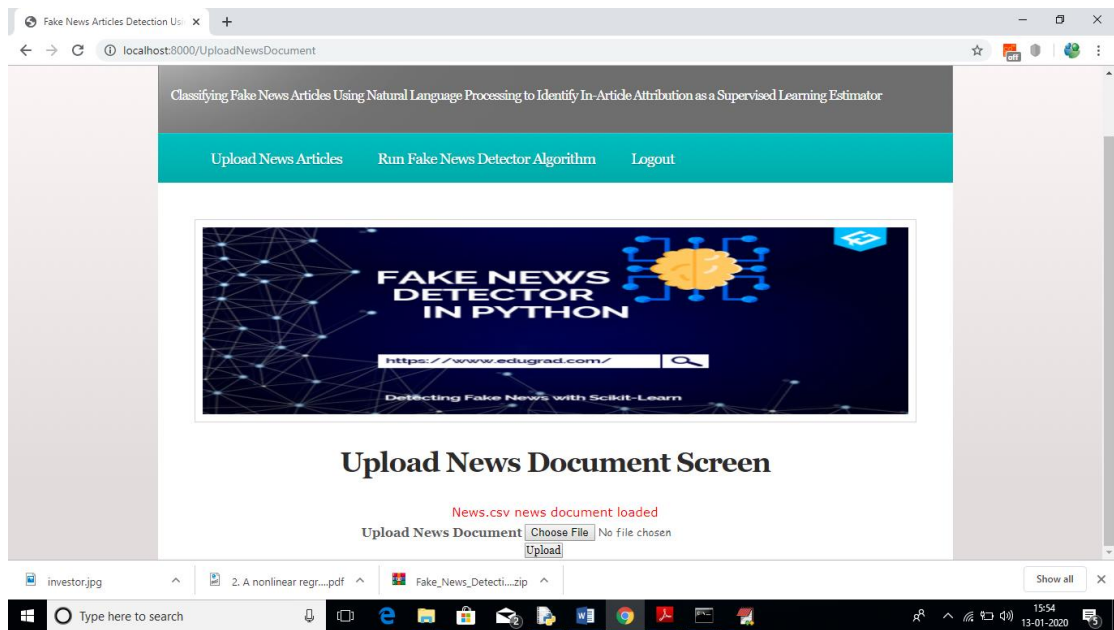 Fake News Articles Detection Us
localhost:8000/UploadNewsDocument
off
Classifying Fake News Articles Using Natural Language Processing to Identify In-Article Attribution as a Supervised Learning Estimator
Upload News Articles Run Fake News Detector Algorithm Logout
FAKE NEWS
DETECTOR
IN PYTHON
https://www.edugrad.com/
Detecting Fake News with Scikit-Learn
Upload News Document Screen
News.csv news document loaded
Upload News Document Choose File No file chosen
Upload
investor.jpg 2. A nonlinear regr....pdf Fake_News_Detecti....zip Show all
Type here to search 2 15:54
13-01-2020 5